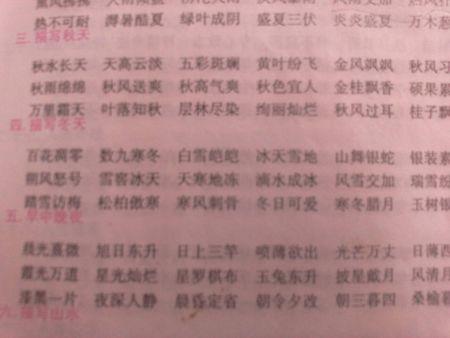 热不可耐 溽暑酷夏 绿叶成阴 盛夏三伏 炎炎盛夏 万木
三.描写秋天
秋水长天 天高云淡 五彩斑斓 黄叶纷飞 金风飒飒 秋风习
秋雨绵绵 秋风送爽 秋高气爽 秋色宜人 金桂飘香 硕果累
万里霜天 叶落知秋 层林尽染 绚丽灿烂 秋风过耳 桂子飘
四.描写冬天
百花凋零 数九寒冬 白雪皑皑 冰天雪地 山舞银蛇 银装素
朔风怒号 雪窖冰天 天寒地冻 滴水成冰 风雪交加 瑞雪纷
踏雪访梅 松柏傲寒 寒风刺骨 冬日可爱 寒冬腊月 玉树银
五.早中晚夜
晨光熹微 旭日东升 日上三竿 喷薄欲出 光芒万丈 日薄西
霞光万道 星光灿烂 星罗棋布 玉兔东升 披星戴月 风清月
漆黑一片 夜深人静 晨昏定省 朝令夕改 朝三暮四 桑榆暮
六.描写山水